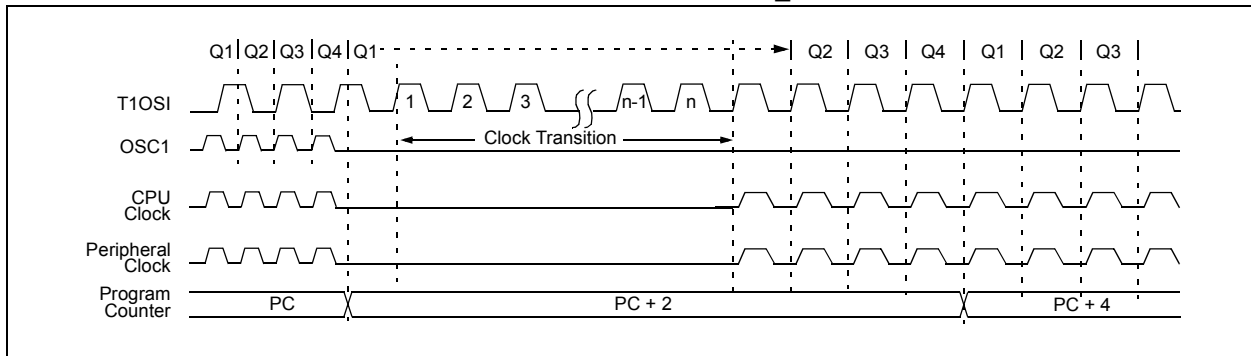 Q1 Q2 Q3 Q4 Q1 Q2 Q3 Q4 Q1 Q2 Q3
T1OSI 1 2 3 n-1 n
Clock Transition
OSC1
CPU
Clock
Peripheral
Clock
Program
Counter
PC PC + 2 PC + 4